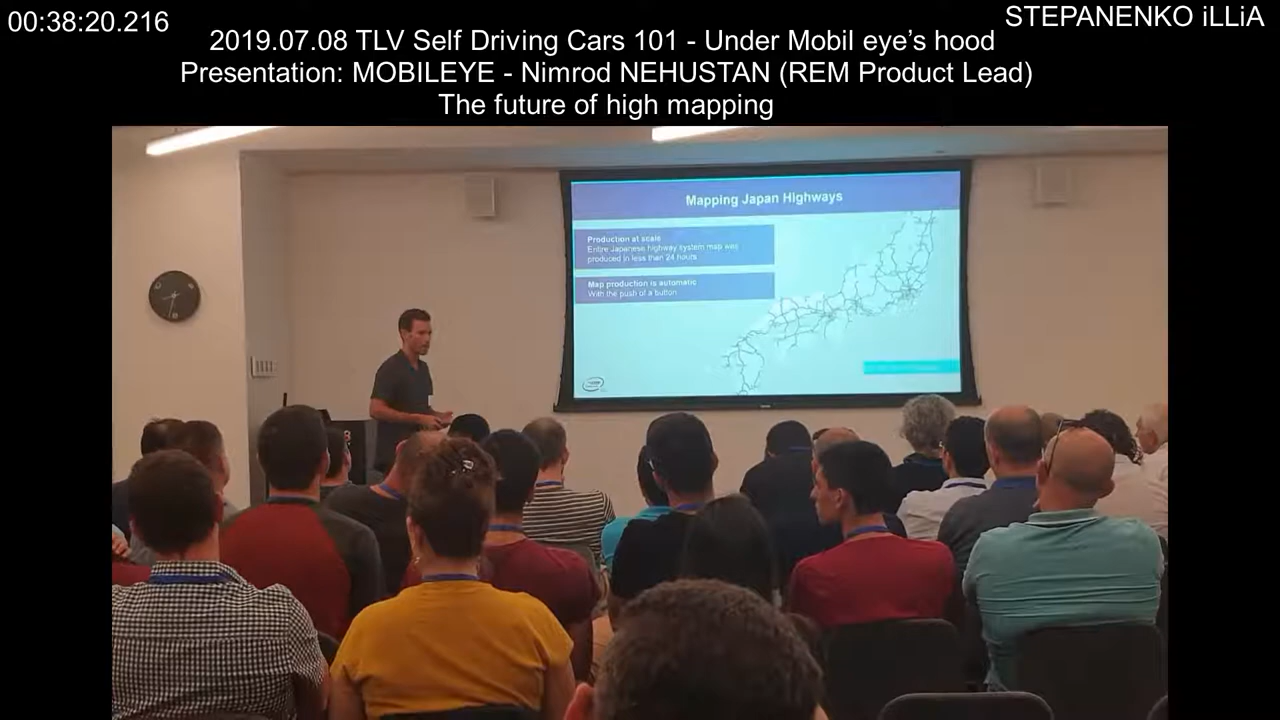 00:38:20.216
STEPANENKO iLLiA
2019.07.08 TLV Self Driving Cars 101 - Under Mobil eye's hood
Presentation: MOBILEYE - Nimrod NEHUSTAN (REM Product Lead)
The future of high mapping
Mapping Japan Highways
Production at scale
Entire Japanese highway system map was
produced in less than 24 hours
Map production is automatic
With the push of a button